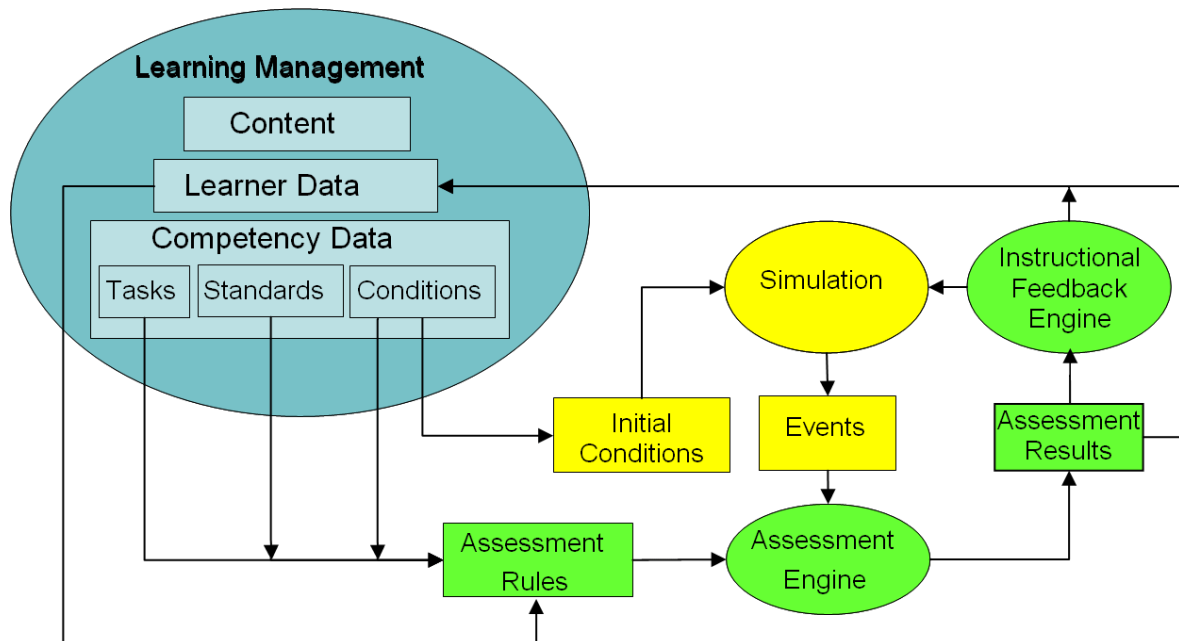 Learning Management
Content
Learner Data
Competency Data
Tasks
Standards
Conditions
Simulation
Instructional
Feedback
Engine
Initial
Conditions
Events
Assessment
Results
Assessment
Rules
Assessment
Engine